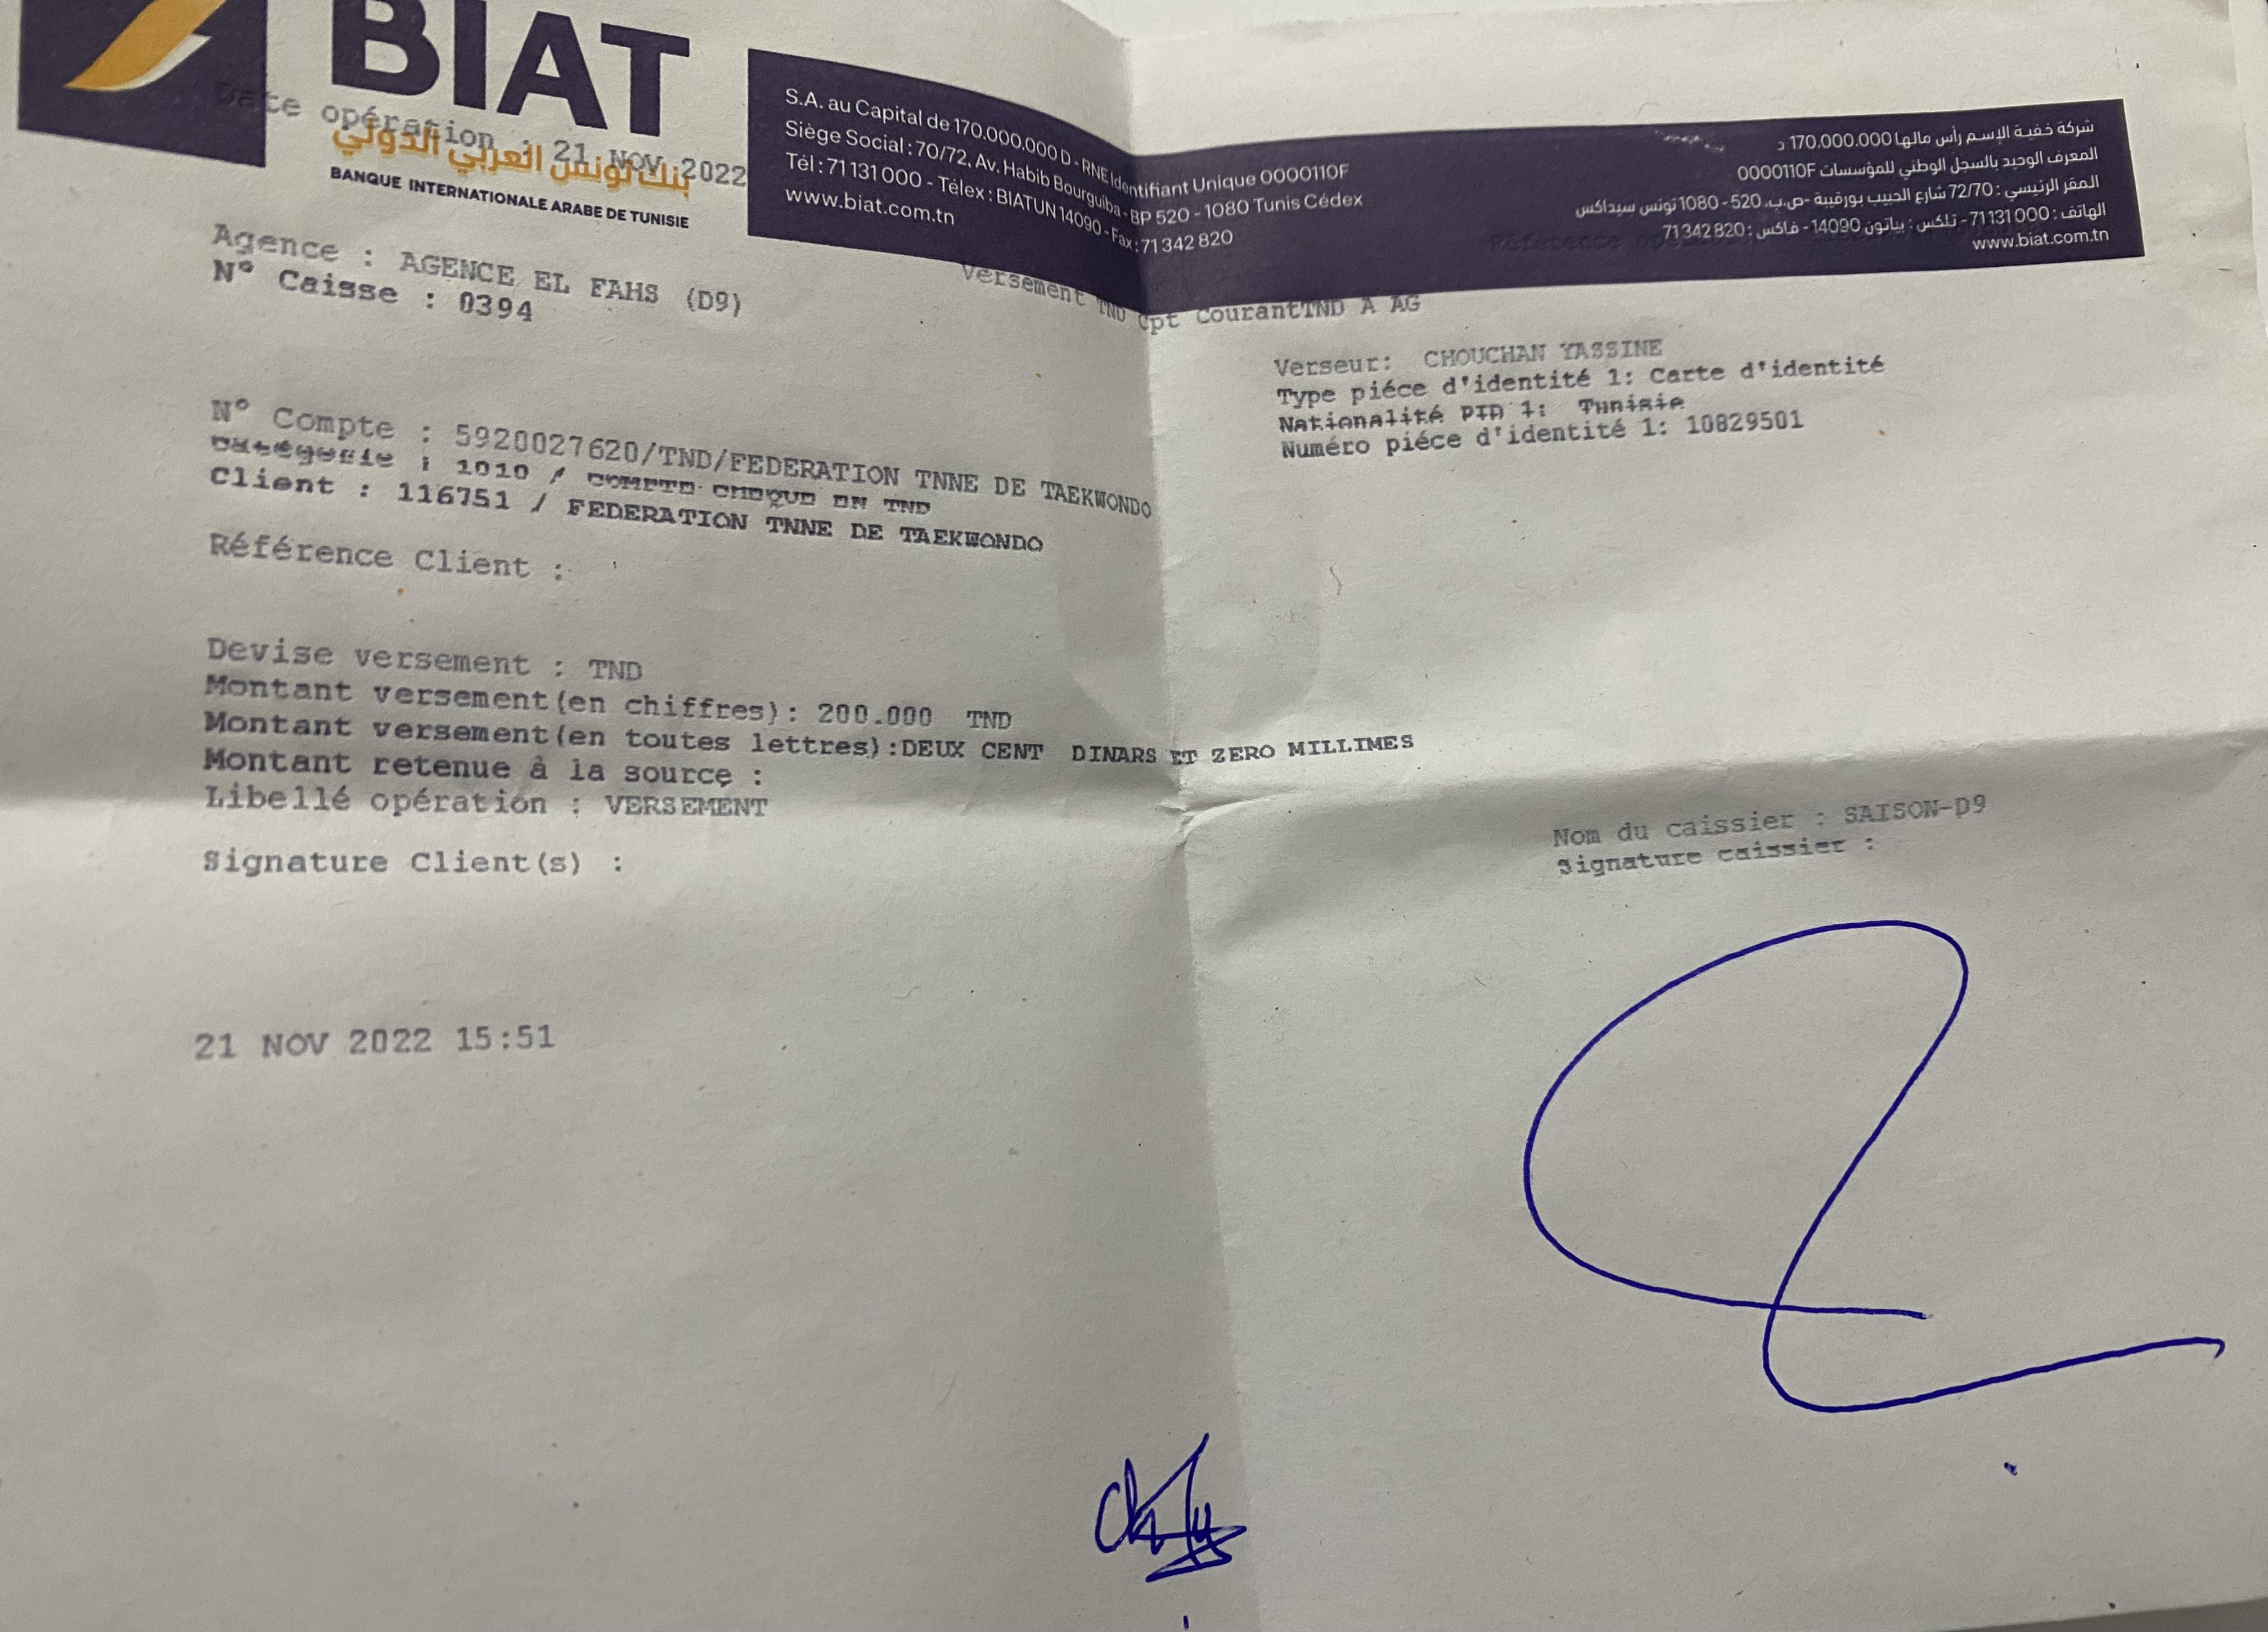 BIAT
بنك تونس العربي الدولي
BANQUE INTERNATIONALE ARABE DE TUNISIE
Date opération : 21 NOV 2022
S.A. au Capital de 170.000.000 D - RNE Identifiant Unique 0000110F
Siège Social : 70/72, Av. Habib Bourguiba - BP 520 - 1080 Tunis Cédex
Tél : 71 131 000 - Télex : BIATUN 14090 - Fax : 71 342 820
www.biat.com.tn
شركة خفية الإسم رأس مالها 170.000.000 د
المعرف الوحيد بالسجل الوطني للمؤسسات 0000110F
المقر الرئيسي : 72/70 شارع الحبيب بورقيبة -ص.ب. 520 - 1080 تونس سيداكس
الهاتف : 71 131 000 - تلكس : بياتون 14090 - فاكس : 71 342 820
www.biat.com.tn
Référence
Agence : AGENCE EL FAHS (D9)
N° Caisse : 0394
Versement TND Cpt CourantTND A AG
Verseur: CHOUCHAN YASSINE
Type piéce d'identité 1: Carte d'identité
Nationalité PID 1: Tunisie
Numéro piéce d'identité 1: 10829501
N° Compte : 5920027620/TND/FEDERATION TNNE DE TAEKWONDO
Catégorie : 1010 / COMPTE CHEQUE EN TND
Client : 116751 / FEDERATION TNNE DE TAEKWONDO
Référence Client :
Devise versement : TND
Montant versement(en chiffres): 200.000 TND
Montant versement(en toutes lettres):DEUX CENT DINARS ET ZERO MILLIMES
Montant retenue à la source :
Libellé opération : VERSEMENT
Nom du caissier : SAISON-D9
Signature caissier :
Signature Client(s) :
21 NOV 2022 15:51